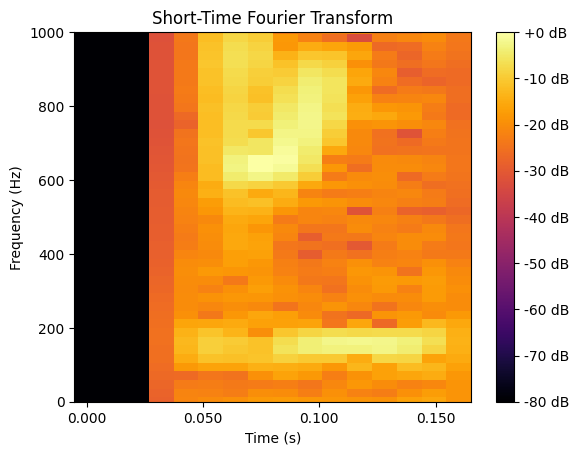 Short-Time Fourier Transform
1000
800
600
400
200
0
Frequency (Hz)
0.000
0.050
0.100
0.150
Time (s)
+0 dB
-10 dB
-20 dB
-30 dB
-40 dB
-50 dB
-60 dB
-70 dB
-80 dB